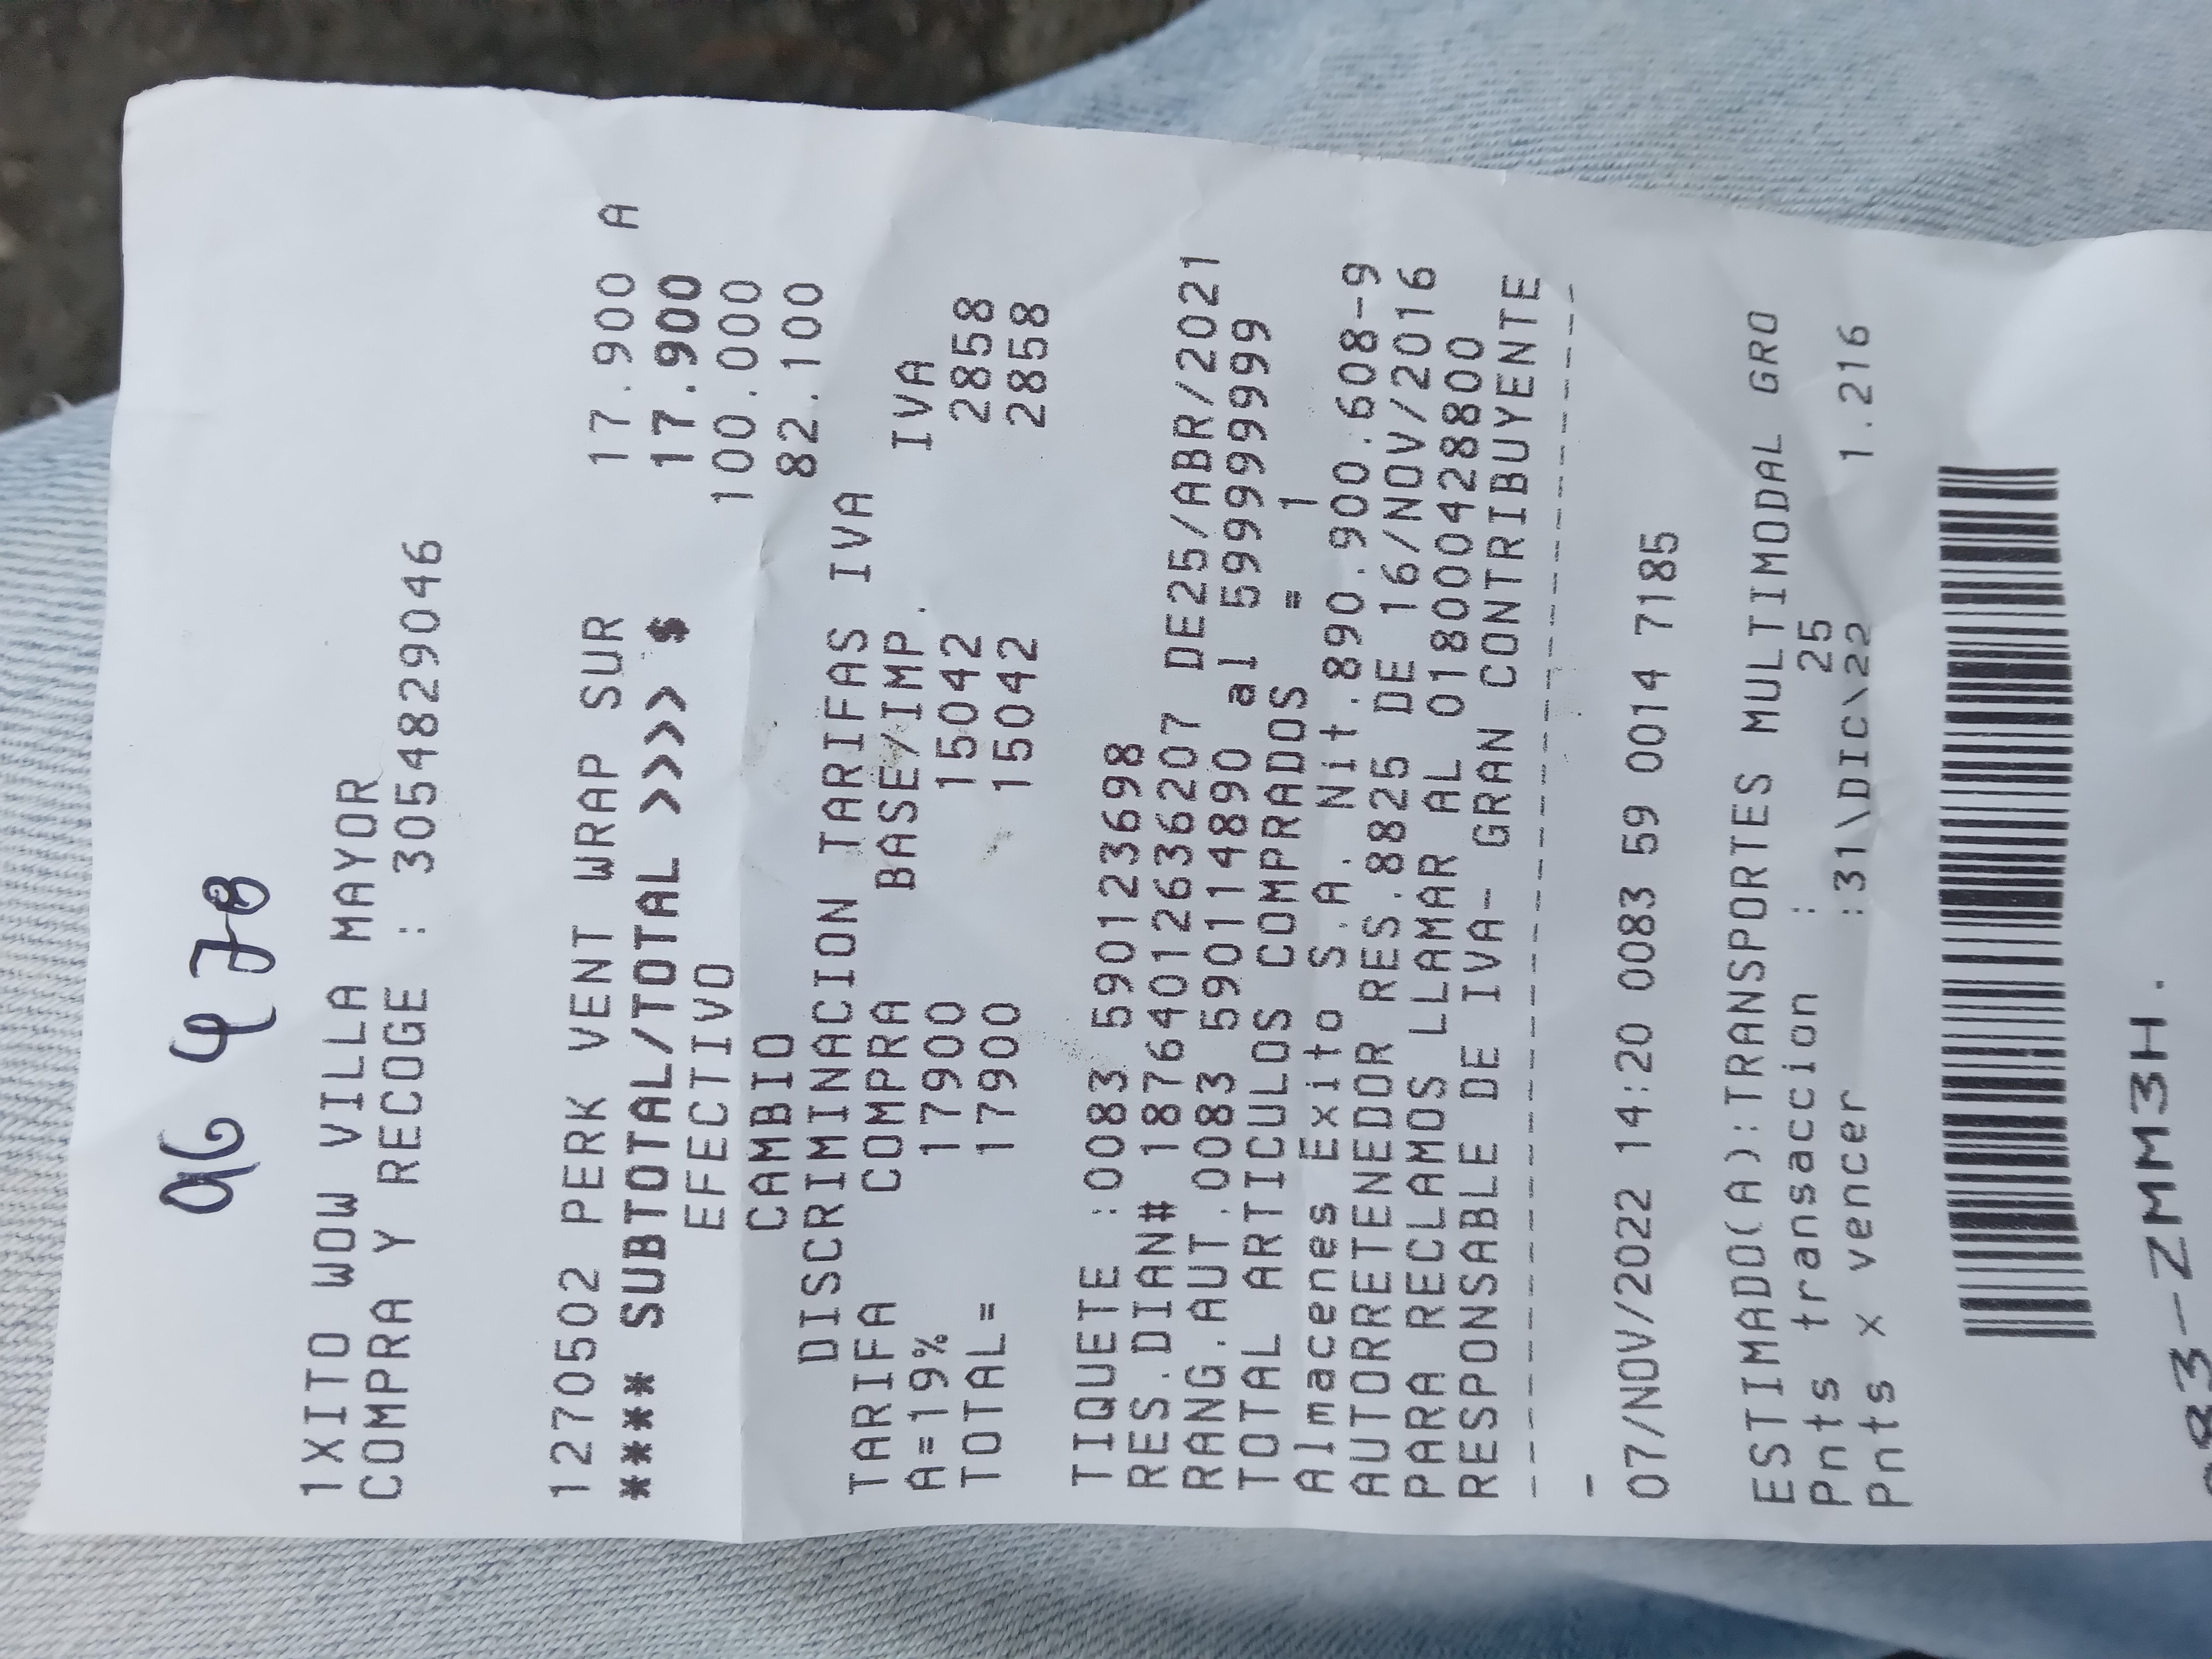 96478
1XITO WOW VILLA MAYOR
COMPRA Y RECOGE : 3054829046
1270502 PERK VENT WRAP SUR 17.900 A
**** SUBTOTAL/TOTAL >>>> $ 17.900
EFECTIVO 100.000
CAMBIO 82.100
DISCRIMINACION TARIFAS IVA
TARIFA COMPRA BASE/IMP. IVA
A=19% 17900 15042 2858
TOTAL= 17900 15042 2858
TIQUETE :0083 590123698
RES.DIAN# 18764012636207 DE25/ABR/2021
RANG.AUT.0083 590114890 al 599999999
TOTAL ARTICULOS COMPRADOS = 1
Almacenes Exito S.A. Nit.890.900.608-9
AUTORRETENEDOR RES.8825 DE 16/NOV/2016
PARA RECLAMOS LLAMAR AL 018000428800
RESPONSABLE DE IVA- GRAN CONTRIBUYENTE
----------------------------------------
-
07/NOV/2022 14:20 0083 59 0014 7185
ESTIMADO(A):TRANSPORTES MULTIMODAL GRO
Pnts transaccion : 25
Pnts x vencer :31\DIC\22 1.216
83-ZMM3H.